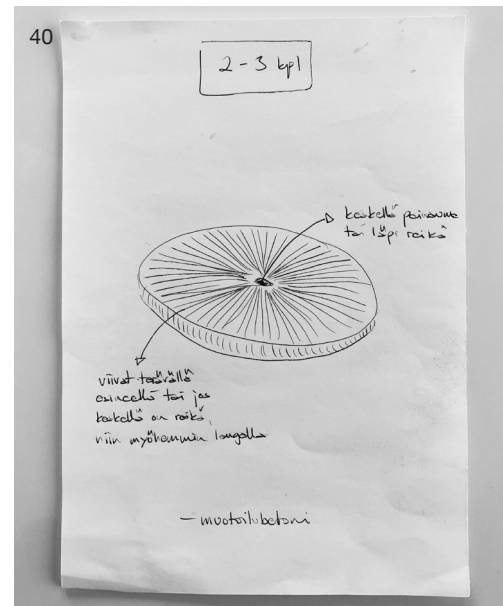 40
2 - 3 kpl
keskellä painauma
tai läpi reikä
viivat terävällä
esineellä tai jos
keskellä on reikä,
niin myöhemmin langalla
- muotoilubetoni